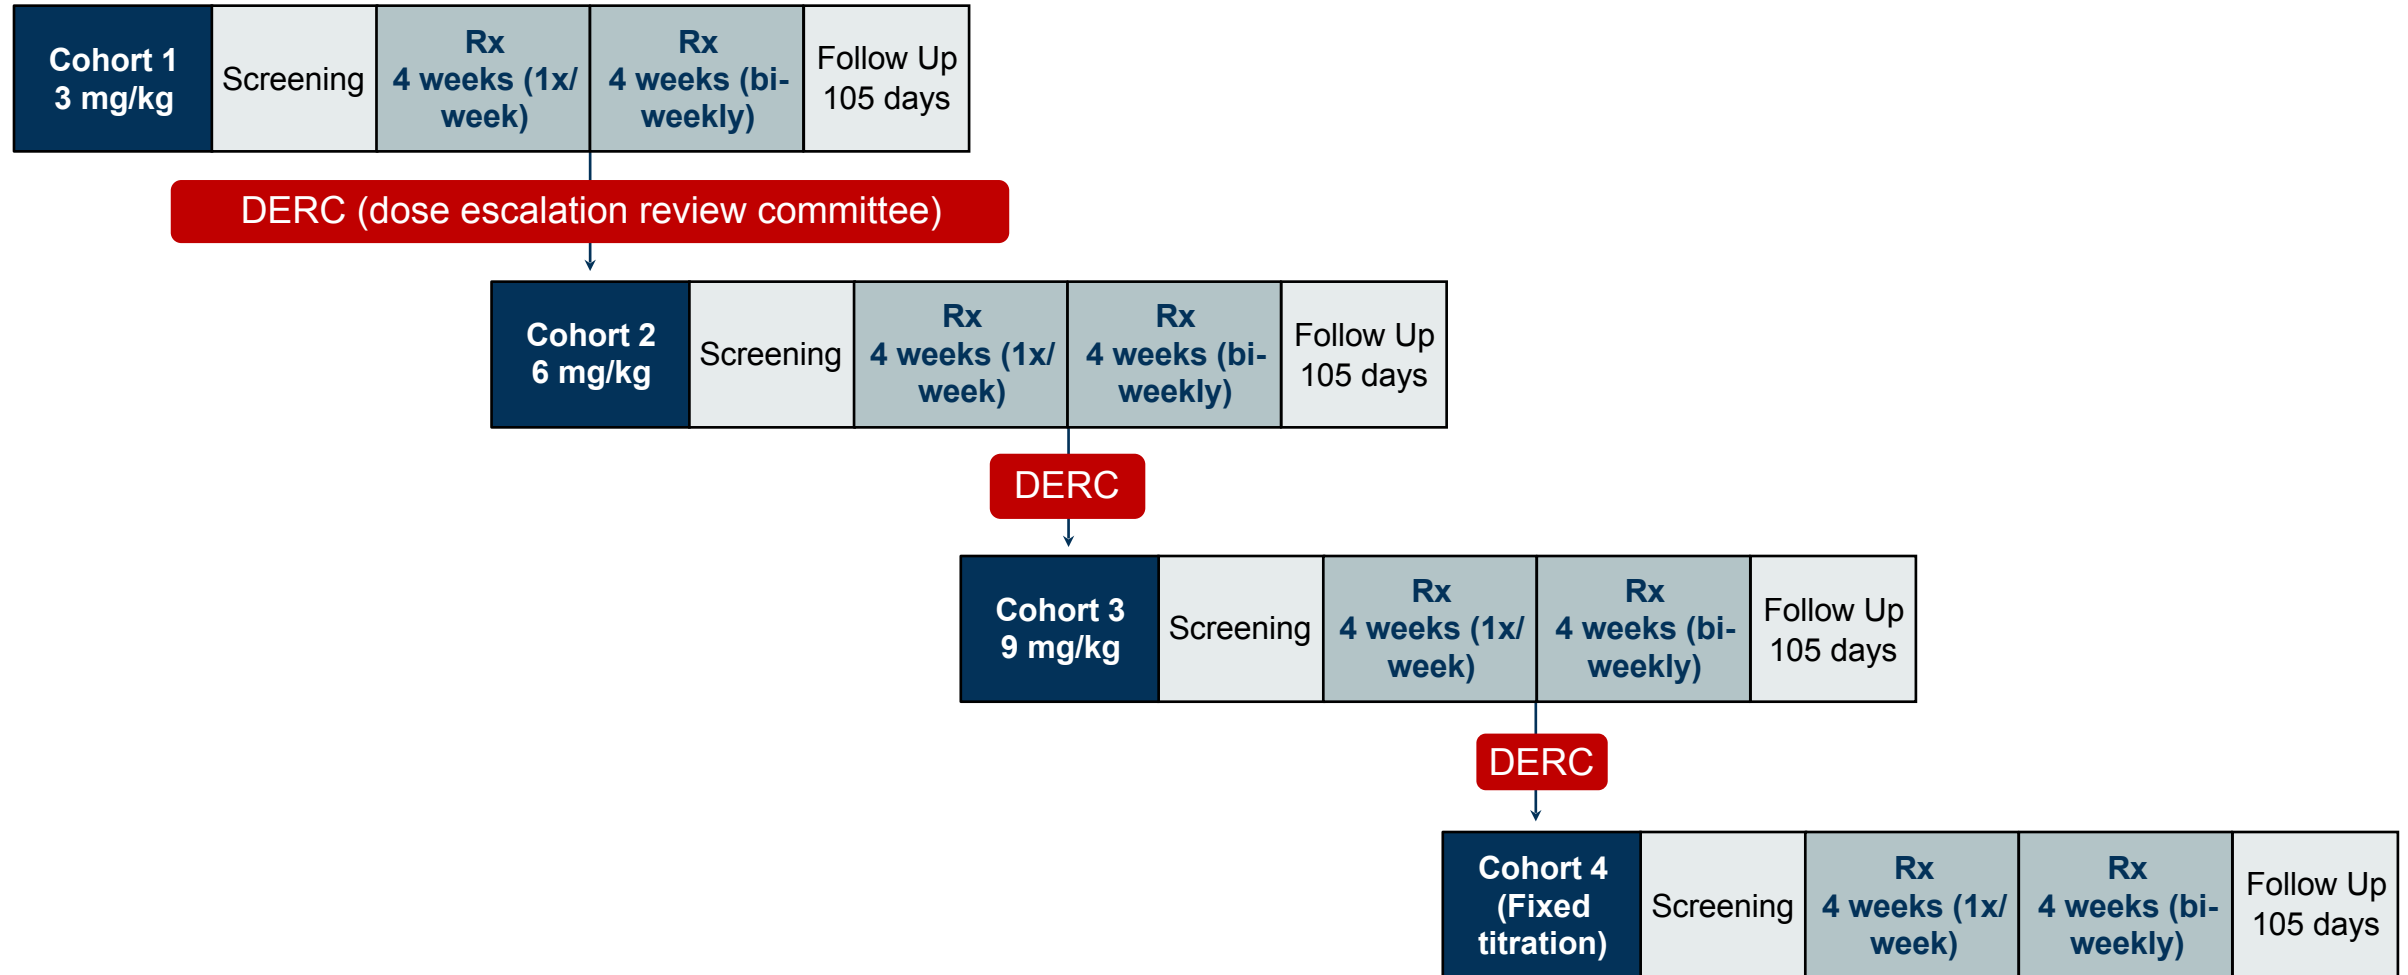 Cohort 1
3 mg/kg
Screening
Rx
4 weeks (1x/
week)
Rx
4 weeks (bi-
weekly)
Follow Up
105 days
DERC (dose escalation review committee)
Cohort 2
6 mg/kg
Screening
Rx
4 weeks (1x/
week)
Rx
4 weeks (bi-
weekly)
Follow Up
105 days
DERC
Cohort 3
9 mg/kg
Screening
Rx
4 weeks (1x/
week)
Rx
4 weeks (bi-
weekly)
Follow Up
105 days
DERC
Cohort 4
(Fixed
titration)
Screening
Rx
4 weeks (1x/
week)
Rx
4 weeks (bi-
weekly)
Follow Up
105 days